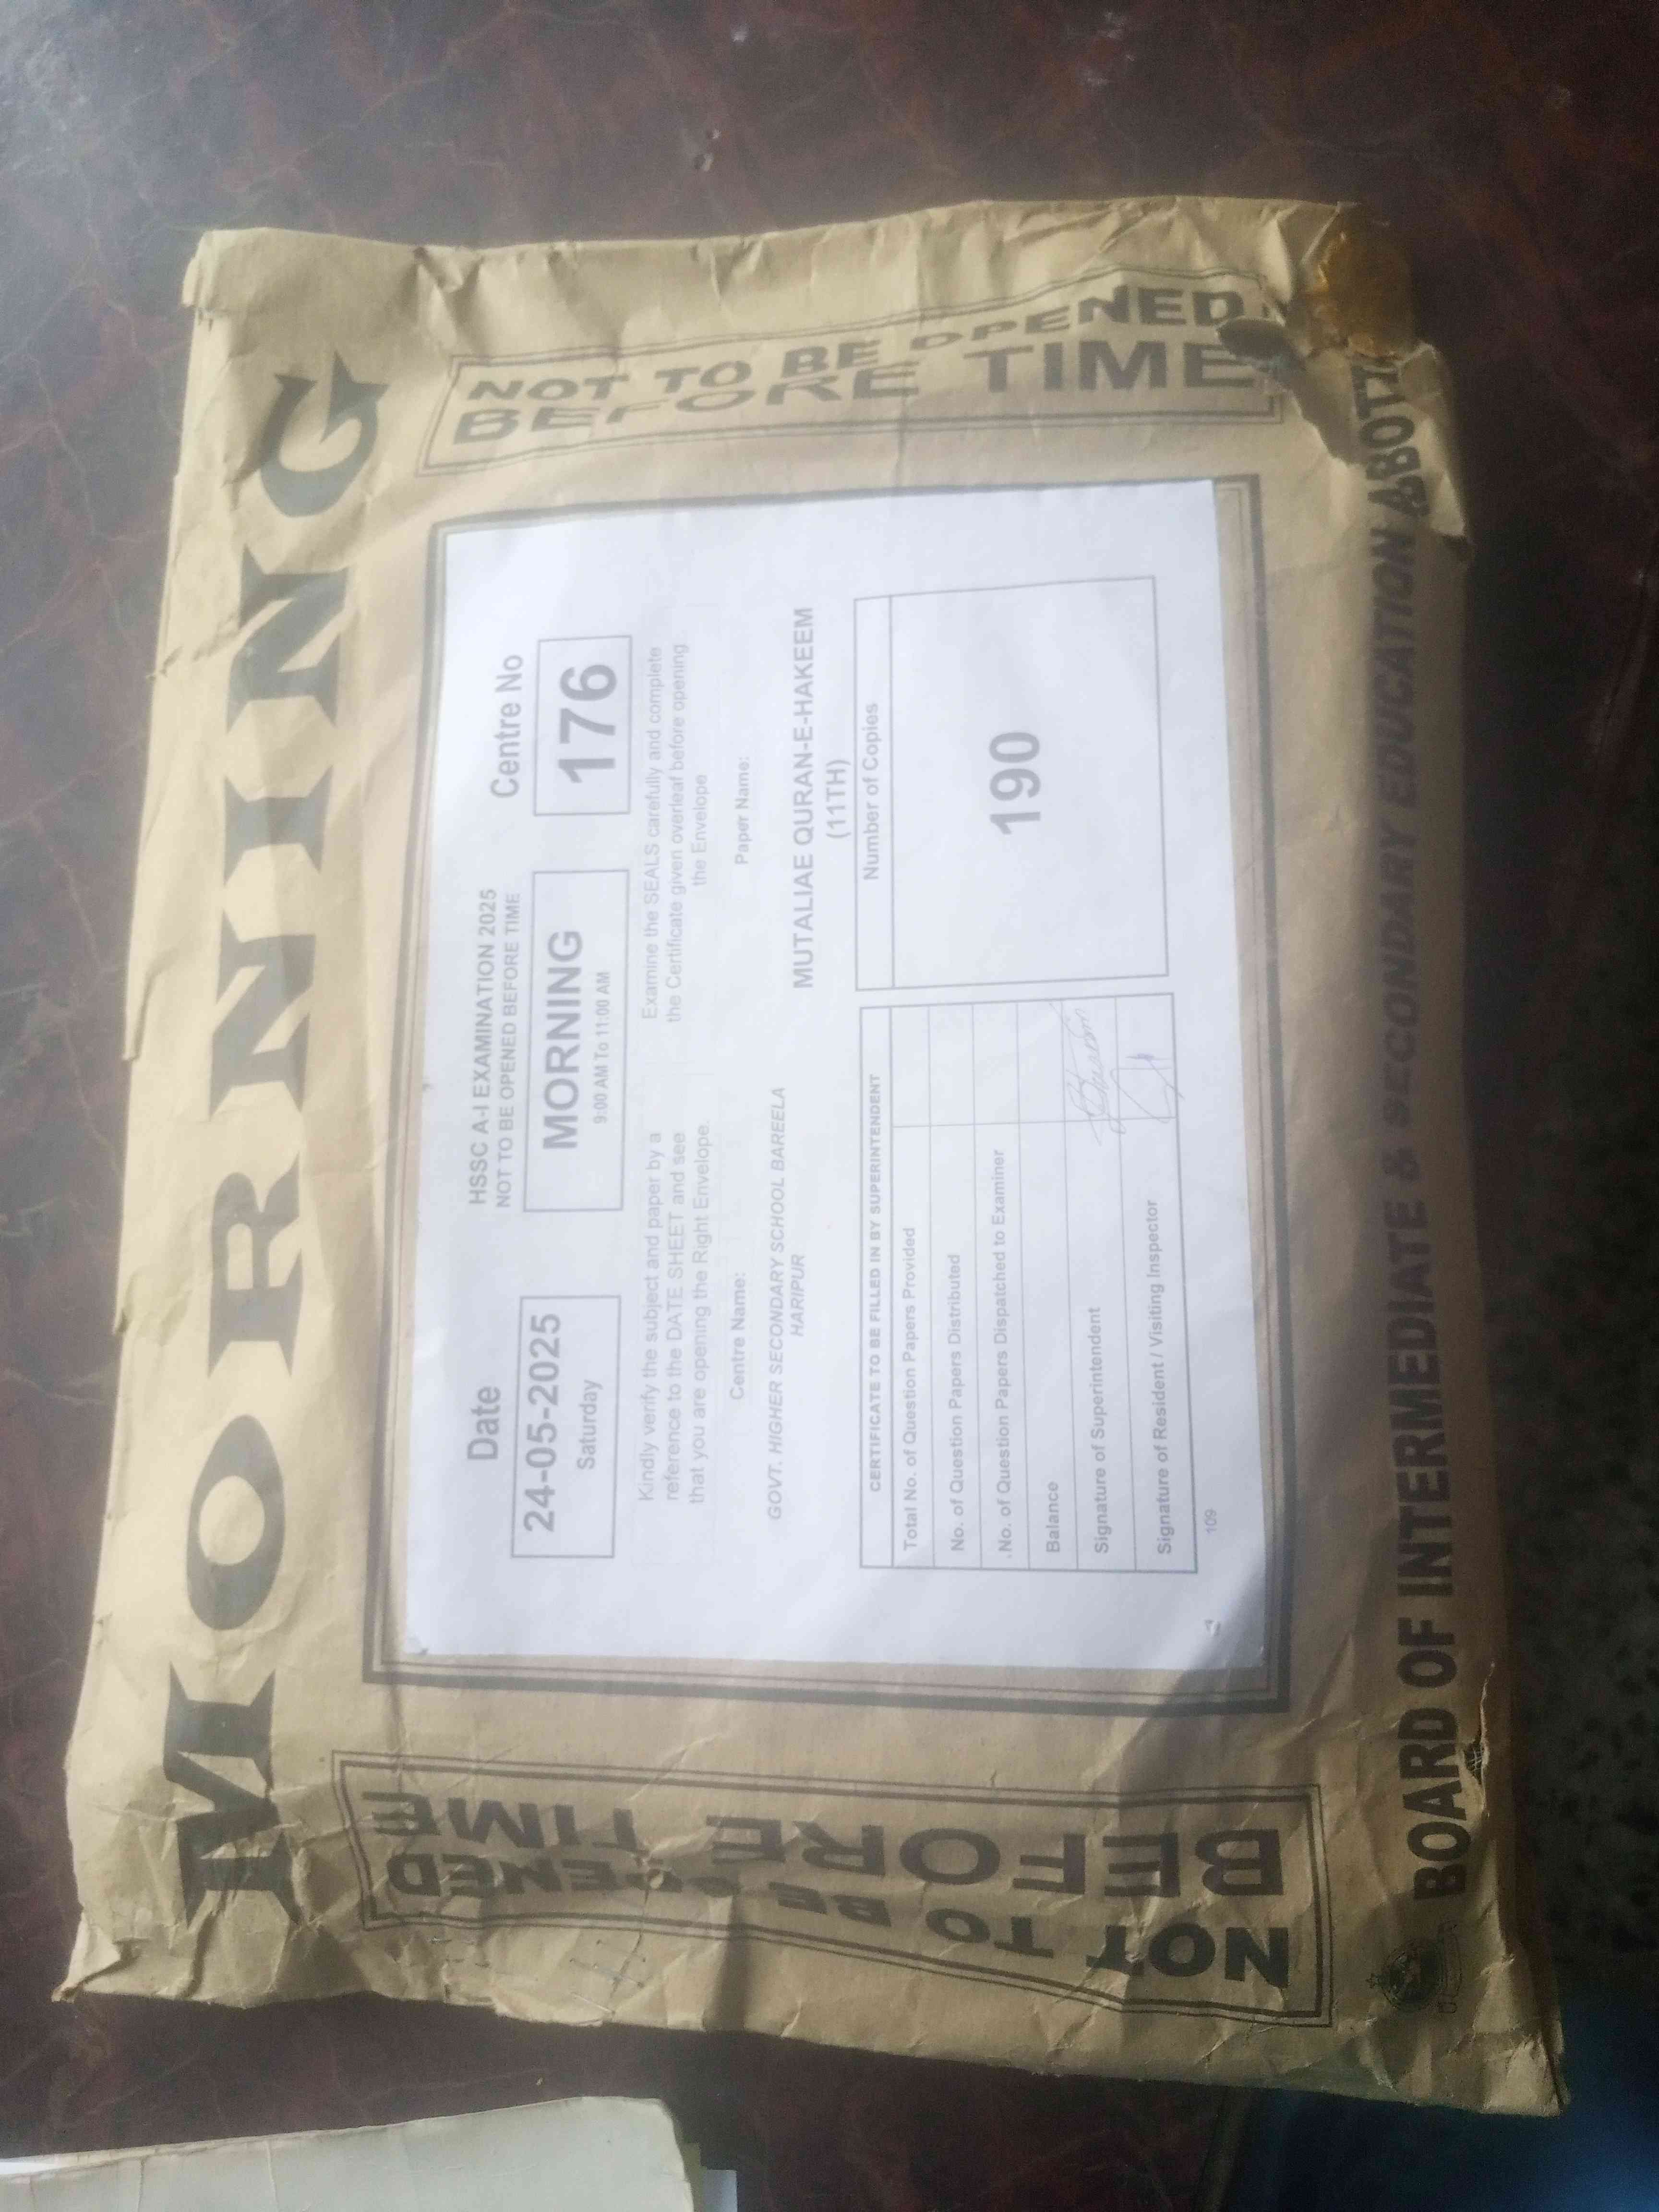 MORNING
NOT TO BE OPENED
BEFORE TIME
Date
24-05-2025
Saturday
HSSC A-I EXAMINATION 2025
NOT TO BE OPENED BEFORE TIME
MORNING
9:00 AM To 11:00 AM
Centre No
176
Kindly verify the subject and paper by a
reference to the DATE SHEET and see
that you are opening the Right Envelope.
Examine the SEALS carefully and complete
the Certificate given overleaf before opening
the Envelope
Centre Name:
GOVT. HIGHER SECONDARY SCHOOL BAREELA
HARIPUR
Paper Name:
MUTALIAE QURAN-E-HAKEEM
(11TH)
CERTIFICATE TO BE FILLED IN BY SUPERINTENDENT
Total No. of Question Papers Provided
No. of Question Papers Distributed
.No. of Question Papers Dispatched to Examiner
Balance
Signature of Superintendent
Signature of Resident / Visiting Inspector
Number of Copies
190
109
NOT TO BE OPENED
BEFORE TIME
BOARD OF INTERMEDIATE & SECONDARY EDUCATION ABOTTA